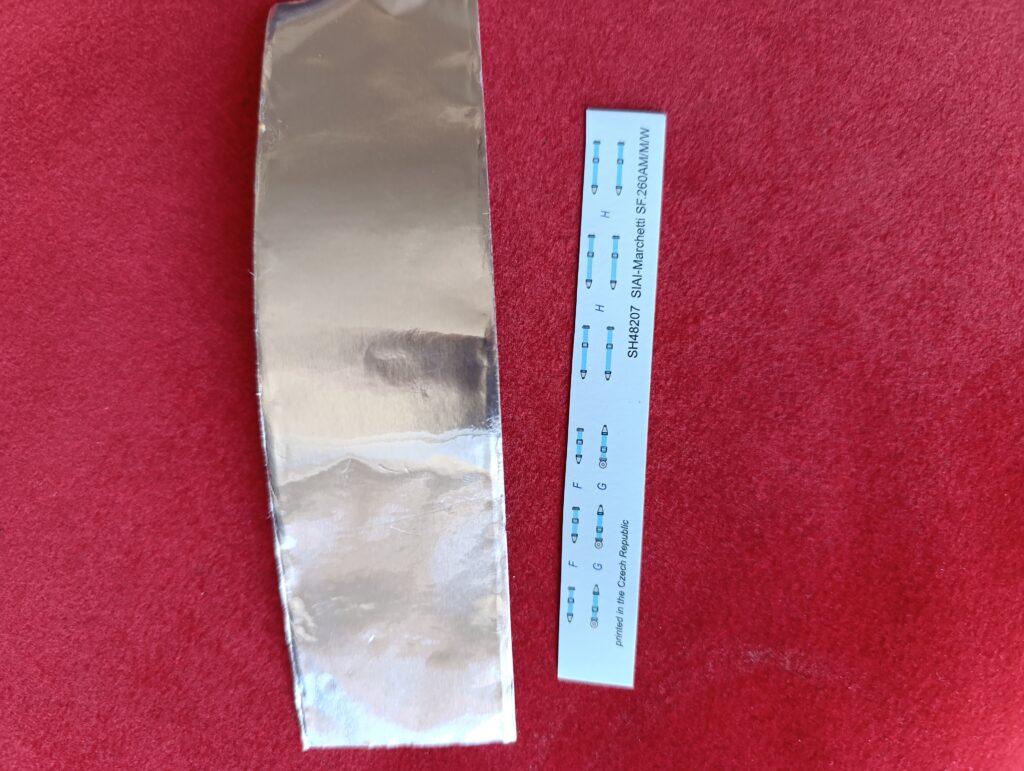 H
H
SH48207 SIAI-Marchetti SF.260AM/M/W
F
F
G
G
printed in the Czech Republic